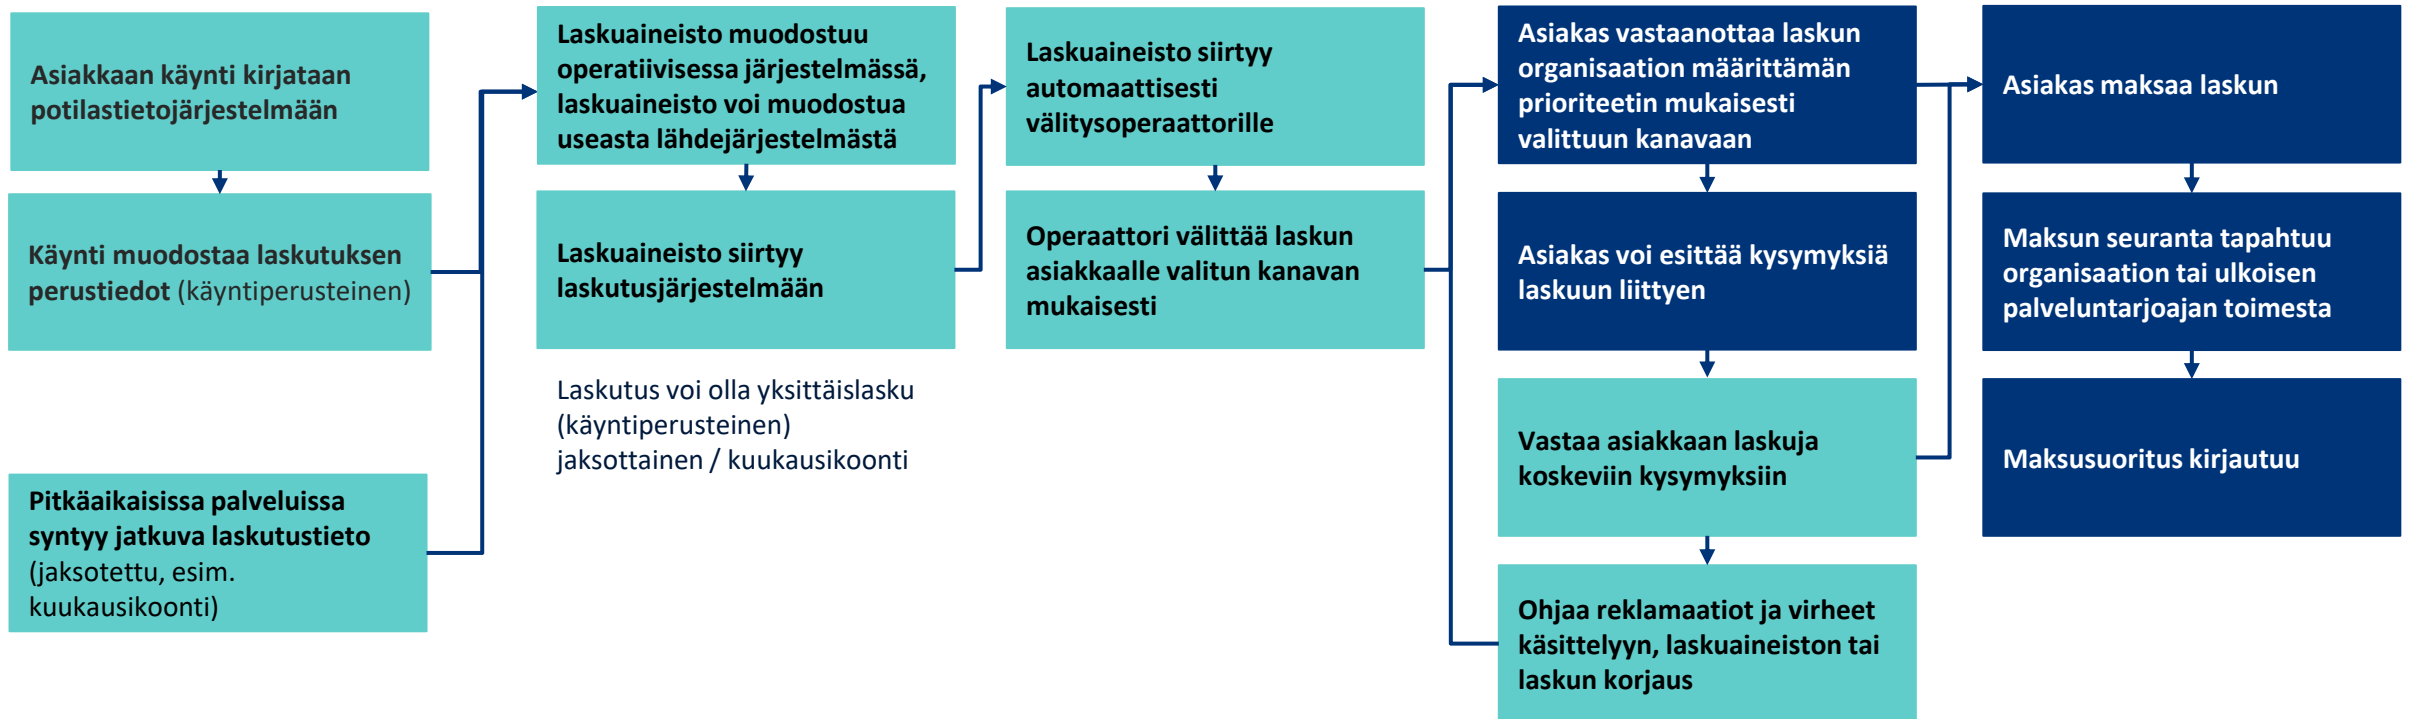 Asiakkaan käynti kirjataan
potilastietojärjestelmään
Käynti muodostaa laskutuksen
perustiedot (käyntiperusteinen)
Pitkäaikaisissa palveluissa
syntyy jatkuva laskutustieto
(jaksotettu, esim.
kuukausikoonti)
Laskuaineisto muodostuu
operatiivisessa järjestelmässä,
laskuaineisto voi muodostua
useasta lähdejärjestelmästä
Laskuaineisto siirtyy
laskutusjärjestelmään
Laskutus voi olla yksittäislasku
(käyntiperusteinen)
jaksottainen / kuukausikoonti
Laskuaineisto siirtyy
automaattisesti
välitysoperaattorille
Operaattori välittää laskun
asiakkaalle valitun kanavan
mukaisesti
Asiakas vastaanottaa laskun
organisaation määrittämän
prioriteetin mukaisesti
valittuun kanavaan
Asiakas voi esittää kysymyksiä
laskuun liittyen
Vastaa asiakkaan laskuja
koskeviin kysymyksiin
Ohjaa reklamaatiot ja virheet
käsittelyyn, laskuaineiston tai
laskun korjaus
Asiakas maksaa laskun
Maksun seuranta tapahtuu
organisaation tai ulkoisen
palveluntarjoajan toimesta
Maksusuoritus kirjautuu